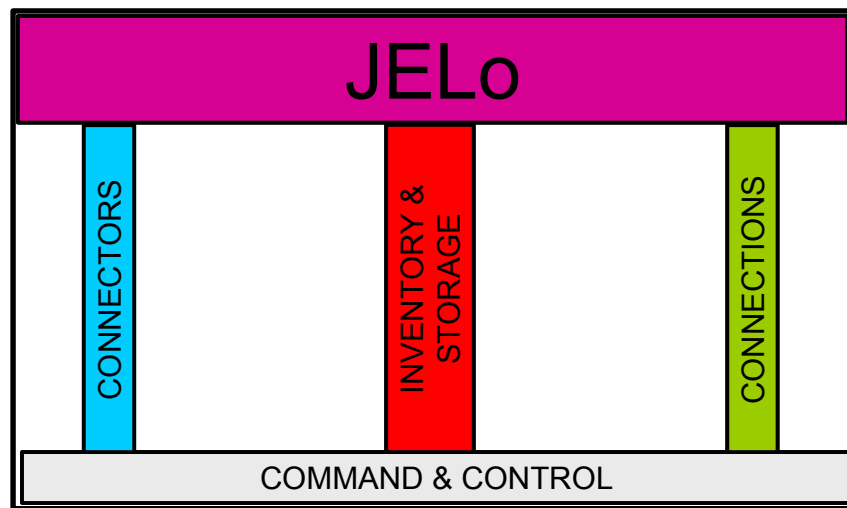 JELo
CONNECTORS
INVENTORY &
STORAGE
CONNECTIONS
COMMAND & CONTROL